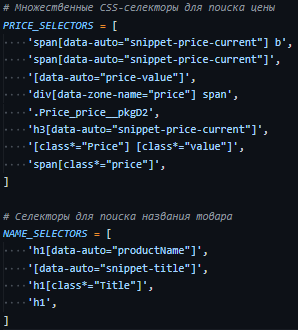 # Множественные CSS-селекторы для поиска цены
PRICE_SELECTORS = [
    'span[data-auto="snippet-price-current"] b',
    'span[data-auto="snippet-price-current"]',
    '[data-auto="price-value"]',
    'div[data-zone-name="price"] span',
    '.Price_price__pkgD2',
    'h3[data-auto="snippet-price-current"]',
    '[class*="Price"] [class*="value"]',
    'span[class*="price"]',
]

# Селекторы для поиска названия товара
NAME_SELECTORS = [
    'h1[data-auto="productName"]',
    '[data-auto="snippet-title"]',
    'h1[class*="Title"]',
    'h1',
]